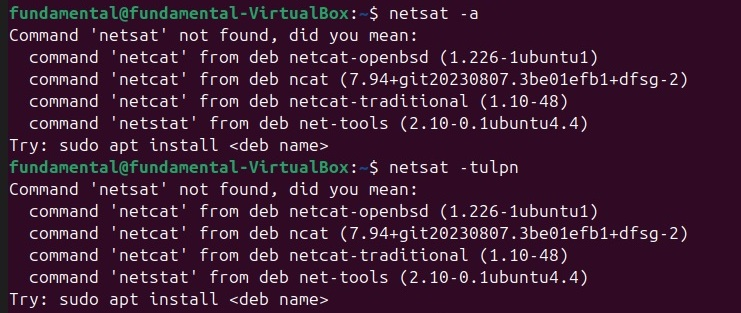 fundamental@fundamental-VirtualBox:~$ netsat -a
Command 'netsat' not found, did you mean:
  command 'netcat' from deb netcat-openbsd (1.226-1ubuntu1)
  command 'netcat' from deb ncat (7.94+git20230807.3be01efb1+dfsg-2)
  command 'netcat' from deb netcat-traditional (1.10-48)
  command 'netstat' from deb net-tools (2.10-0.1ubuntu4.4)
Try: sudo apt install <deb name>
fundamental@fundamental-VirtualBox:~$ netsat -tulpn
Command 'netsat' not found, did you mean:
  command 'netcat' from deb netcat-openbsd (1.226-1ubuntu1)
  command 'netcat' from deb ncat (7.94+git20230807.3be01efb1+dfsg-2)
  command 'netcat' from deb netcat-traditional (1.10-48)
  command 'netstat' from deb net-tools (2.10-0.1ubuntu4.4)
Try: sudo apt install <deb name>